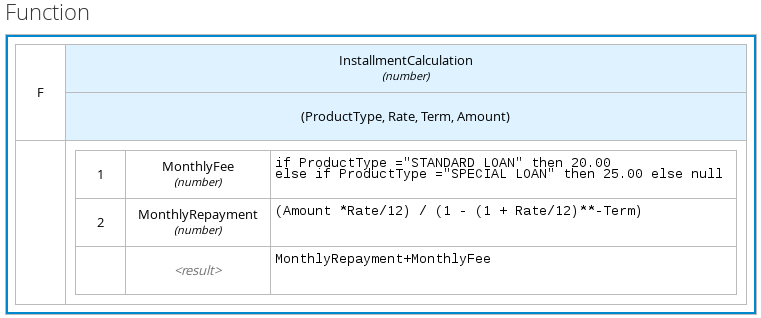 Function
F
InstallmentCalculation
(number)
(ProductType, Rate, Term, Amount)
1
MonthlyFee
(number)
if ProductType ="STANDARD LOAN" then 20.00
else if ProductType ="SPECIAL LOAN" then 25.00 else null
2
MonthlyRepayment
(number)
(Amount *Rate/12) / (1 - (1 + Rate/12)**-Term)
<result>
MonthlyRepayment+MonthlyFee